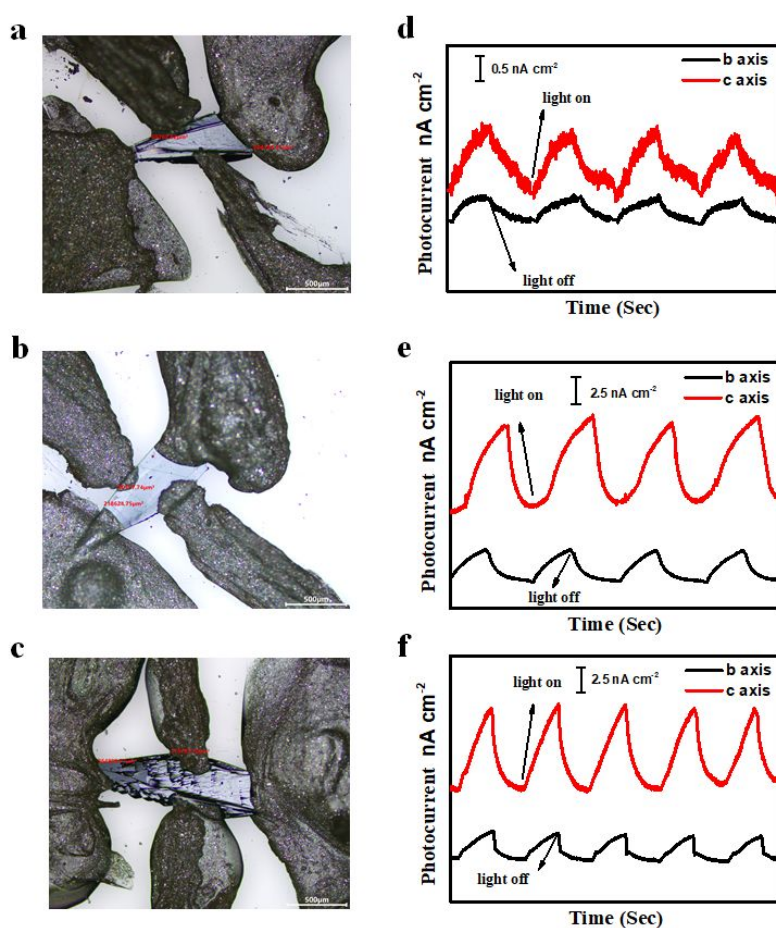 a
500μm
d
0.5 nA cm-2
b axis
c axis
light on
light off
Photocurrent nA cm-2
Time (Sec)
b
500μm
e
2.5 nA cm-2
b axis
c axis
light on
light off
Photocurrent nA cm-2
Time (Sec)
c
500μm
f
2.5 nA cm-2
b axis
c axis
light on
light off
Photocurrent nA cm-2
Time (Sec)